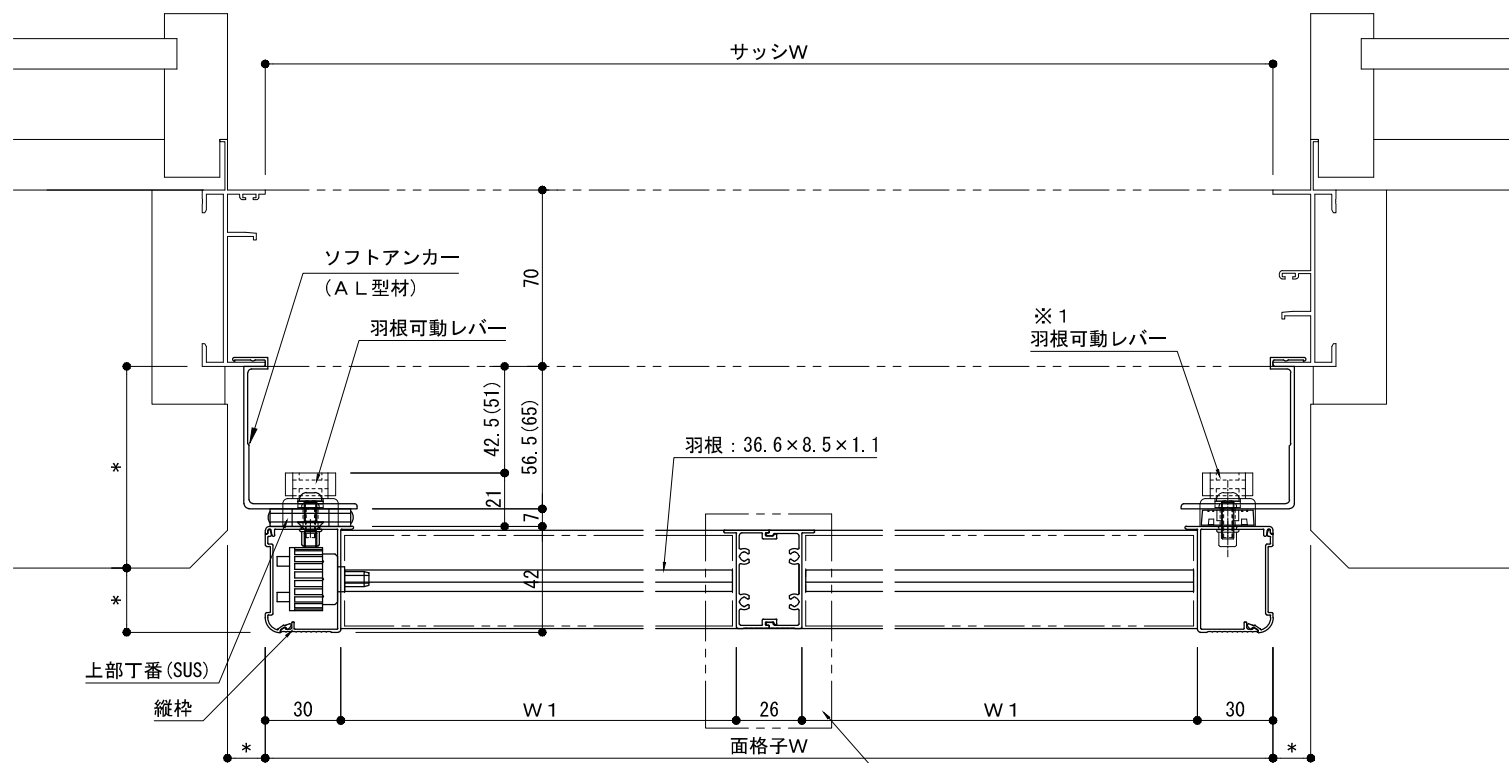 サッシW
ソフトアンカー
(AL型材)
70
羽根可動レバー
※1
羽根可動レバー
42.5(51)
56.5(65)
羽根：36.6×8.5×1.1
*
21
7
42
*
上部丁番(SUS)
縦枠
30
W1
26
W1
30
*
面格子W
*